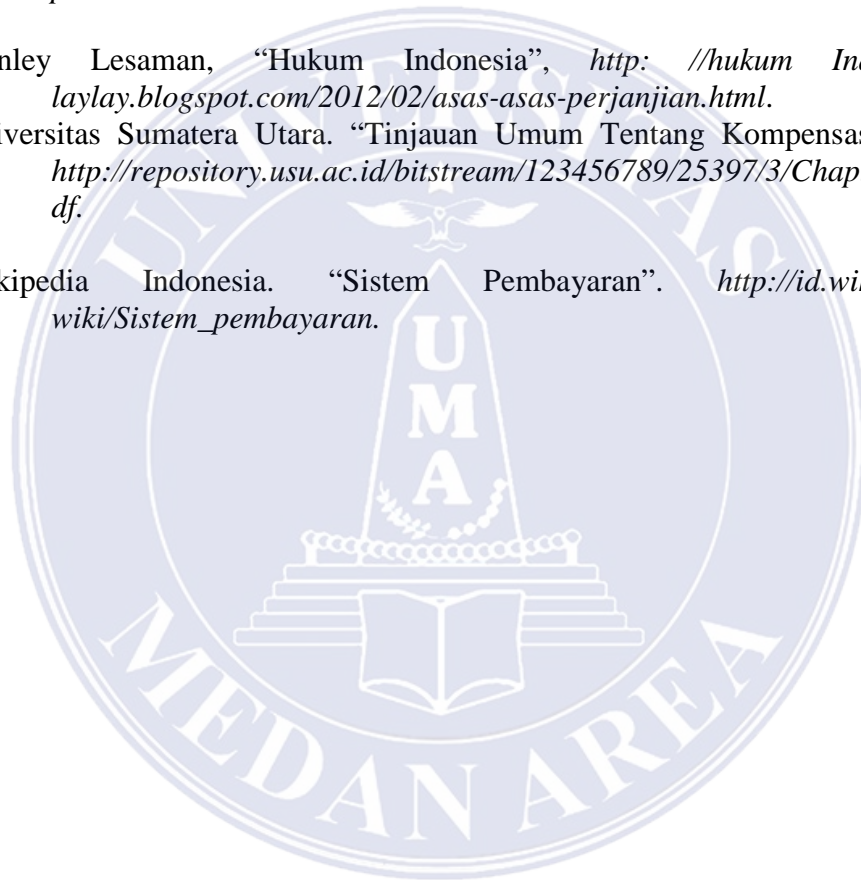 nley Lesaman, “Hukum Indonesia”, http: //hukum In
laylay.blogspot.com/2012/02/asas-asas-perjanjian.html.
iversitas Sumatera Utara. “Tinjauan Umum Tentang Kompensas
http://repository.usu.ac.id/bitstream/123456789/25397/3/Chap
df.
kipedia Indonesia. “Sistem Pembayaran”. http://id.wi
wiki/Sistem_pembayaran.
UNIVERSITAS
U
M
A
MEDAN AREA